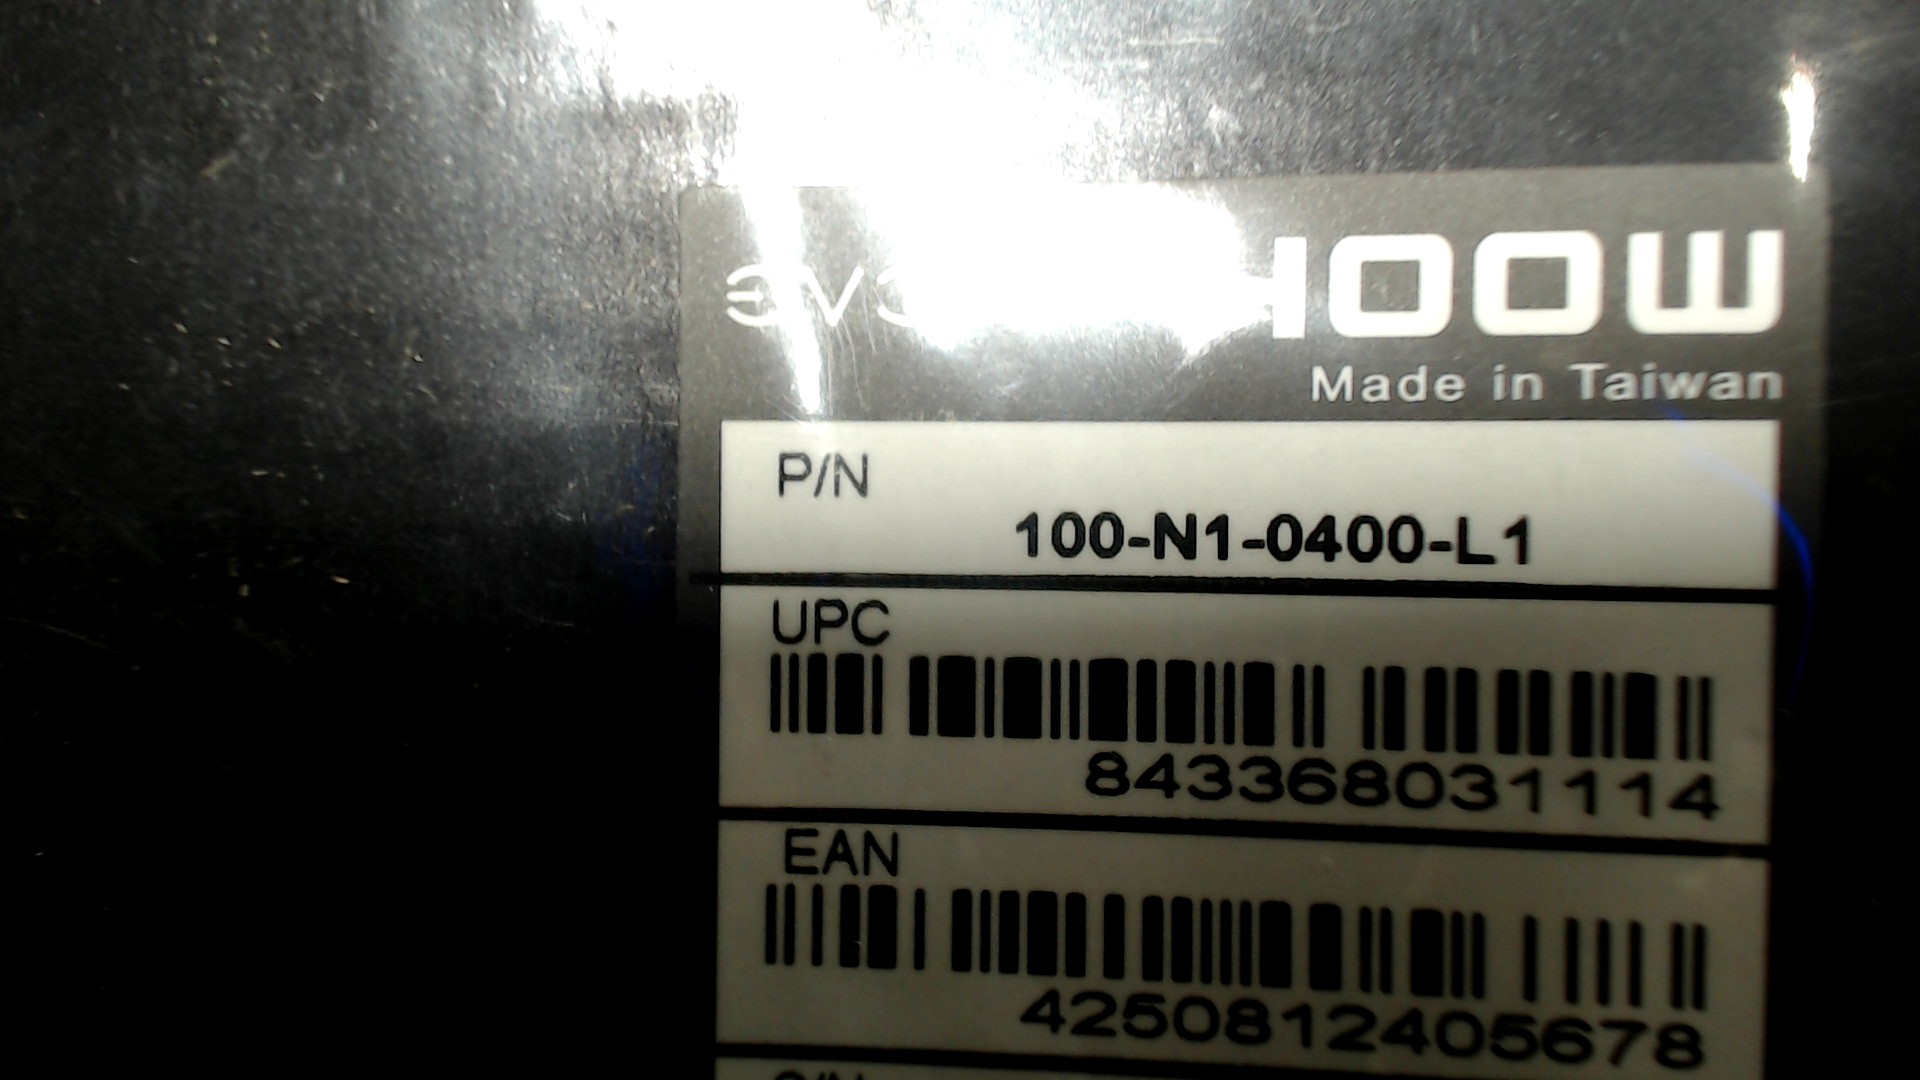 400W
Made in Taiwan
P/N
100-N1-0400-L1
UPC
843368031114
EAN
4250812405678